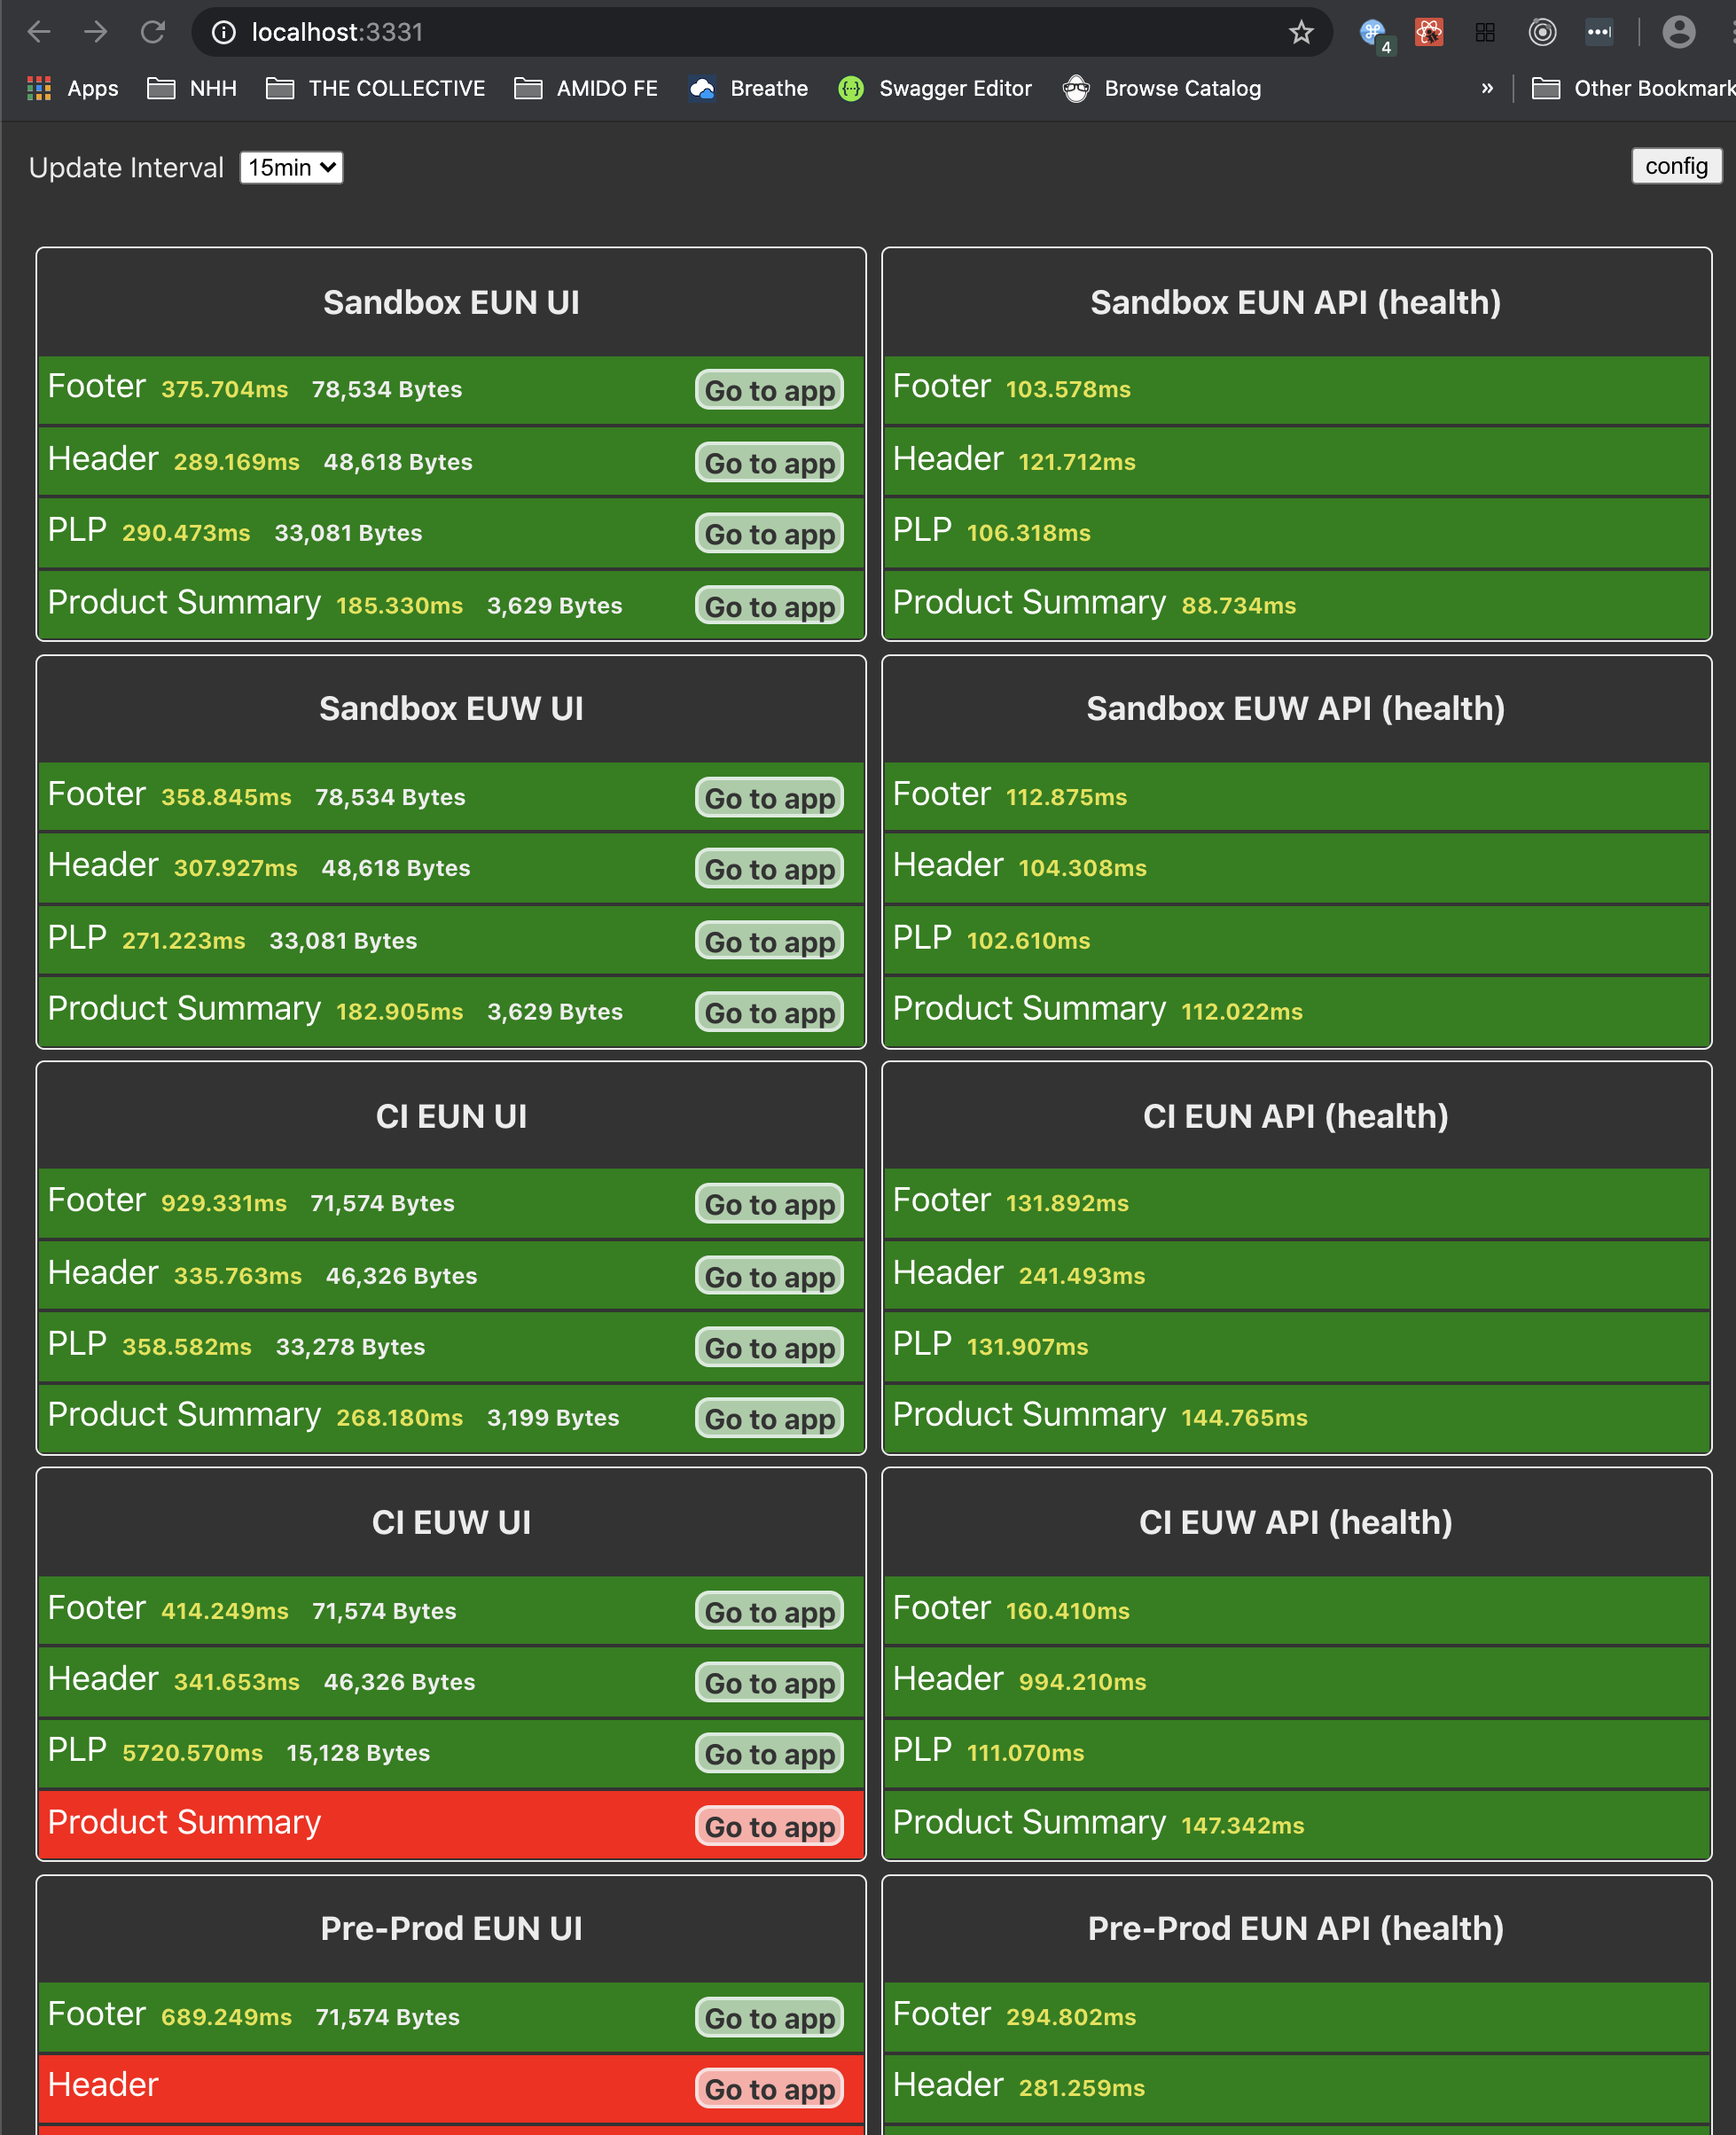 localhost:3331
4
Apps NHH THE COLLECTIVE AMIDO FE Breathe Swagger Editor Browse Catalog » Other Bookmark
Update Interval 15min config
Sandbox EUN UI
Footer 375.704ms 78,534 Bytes Go to app
Header 289.169ms 48,618 Bytes Go to app
PLP 290.473ms 33,081 Bytes Go to app
Product Summary 185.330ms 3,629 Bytes Go to app
Sandbox EUN API (health)
Footer 103.578ms
Header 121.712ms
PLP 106.318ms
Product Summary 88.734ms
Sandbox EUW UI
Footer 358.845ms 78,534 Bytes Go to app
Header 307.927ms 48,618 Bytes Go to app
PLP 271.223ms 33,081 Bytes Go to app
Product Summary 182.905ms 3,629 Bytes Go to app
Sandbox EUW API (health)
Footer 112.875ms
Header 104.308ms
PLP 102.610ms
Product Summary 112.022ms
CI EUN UI
Footer 929.331ms 71,574 Bytes Go to app
Header 335.763ms 46,326 Bytes Go to app
PLP 358.582ms 33,278 Bytes Go to app
Product Summary 268.180ms 3,199 Bytes Go to app
CI EUN API (health)
Footer 131.892ms
Header 241.493ms
PLP 131.907ms
Product Summary 144.765ms
CI EUW UI
Footer 414.249ms 71,574 Bytes Go to app
Header 341.653ms 46,326 Bytes Go to app
PLP 5720.570ms 15,128 Bytes Go to app
Product Summary Go to app
CI EUW API (health)
Footer 160.410ms
Header 994.210ms
PLP 111.070ms
Product Summary 147.342ms
Pre-Prod EUN UI
Footer 689.249ms 71,574 Bytes Go to app
Header Go to app
Pre-Prod EUN API (health)
Footer 294.802ms
Header 281.259ms